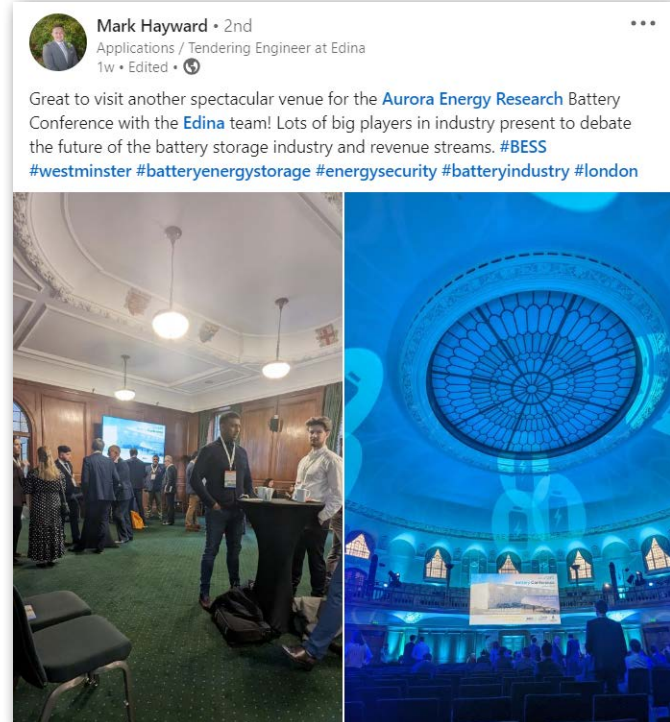 Mark Hayward • 2nd
Applications / Tendering Engineer at Edina
1w • Edited •
Great to visit another spectacular venue for the Aurora Energy Research Battery
Conference with the Edina team! Lots of big players in industry present to debate
the future of the battery storage industry and revenue streams. #BESS
#westminster #batteryenergystorage #energysecurity #batteryindustry #london
Battery Conference